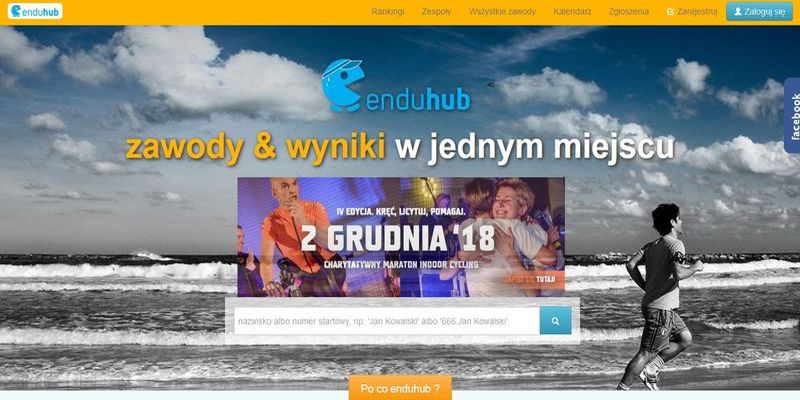 enduhub
Rankingi
Zespoły
Wszystkie zawody
Kalendarz
Zgłoszenia
Zarejestruj
Zaloguj się
facebook
enduhub
zawody & wyniki w jednym miejscu
IV EDYCJA. KRĘĆ, LICYTUJ, POMAGAJ.
2 GRUDNIA '18
CHARYTATYWNY MARATON INDOOR CYCLING
ZAPISZ SIĘ TUTAJ!
nazwisko albo numer startowy, np. 'Jan Kowalski' albo '666,Jan Kowalski'
Po co enduhub ?